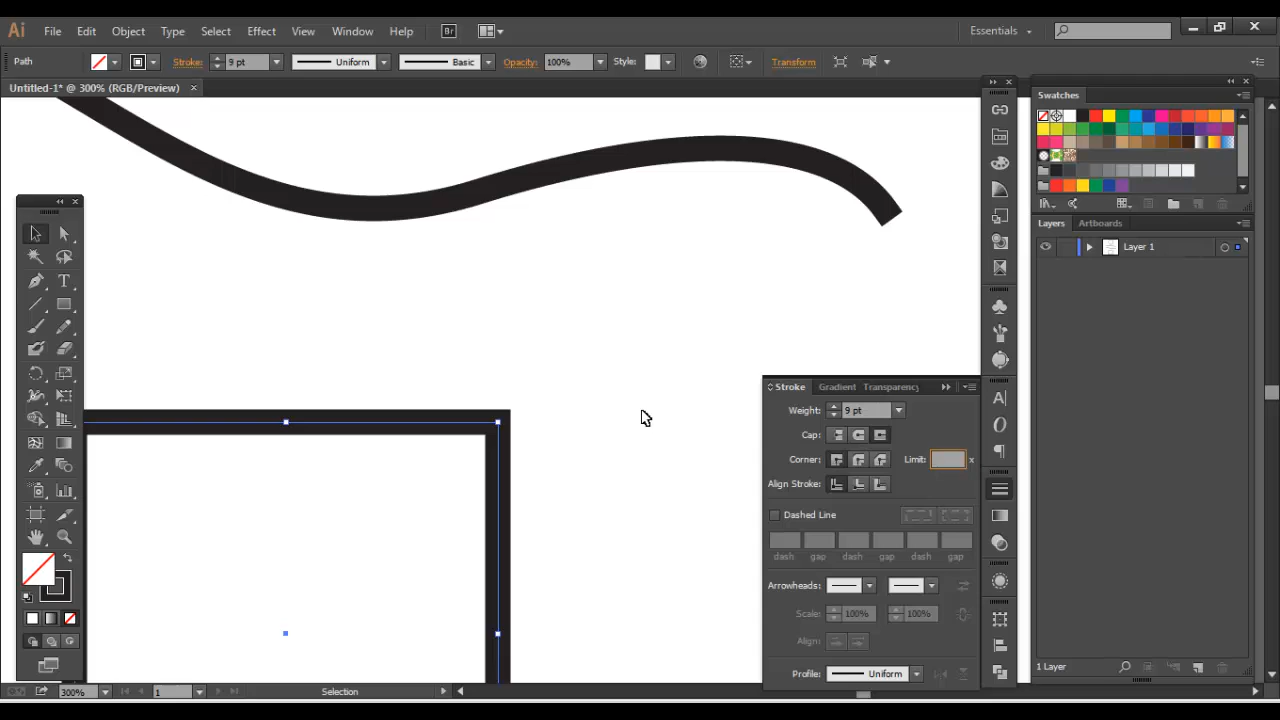 Ai File Edit Object Type Select Effect View Window Help Br Essentials
Path Stroke: 9 pt Uniform Basic Opacity: 100% Style: Transform
Untitled-1* @ 300% (RGB/Preview) ×
Swatches
Layers Artboards
Layer 1
Stroke Gradient Transparency
Weight: 9 pt
Cap:
Corner: Limit: x
Align Stroke:
Dashed Line
dash gap dash gap dash gap
Arrowheads:
Scale: 100% 100%
Align:
Profile: Uniform
1 Layer
300% 1 Selection